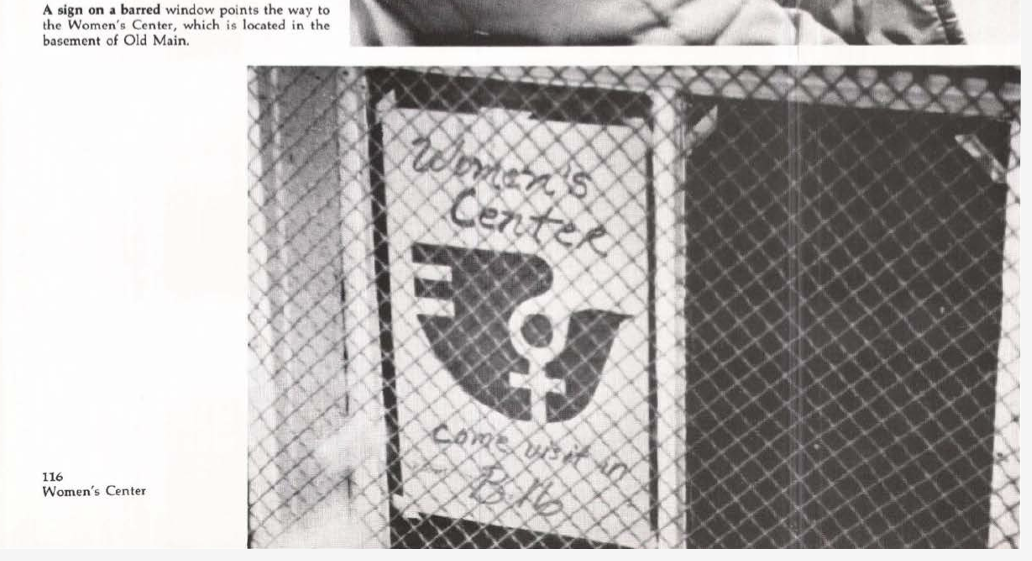 A sign on a barred window points the way to
the Women's Center, which is located in the
basement of Old Main.
Women's
Center
Come visit in
B-16
116
Women's Center